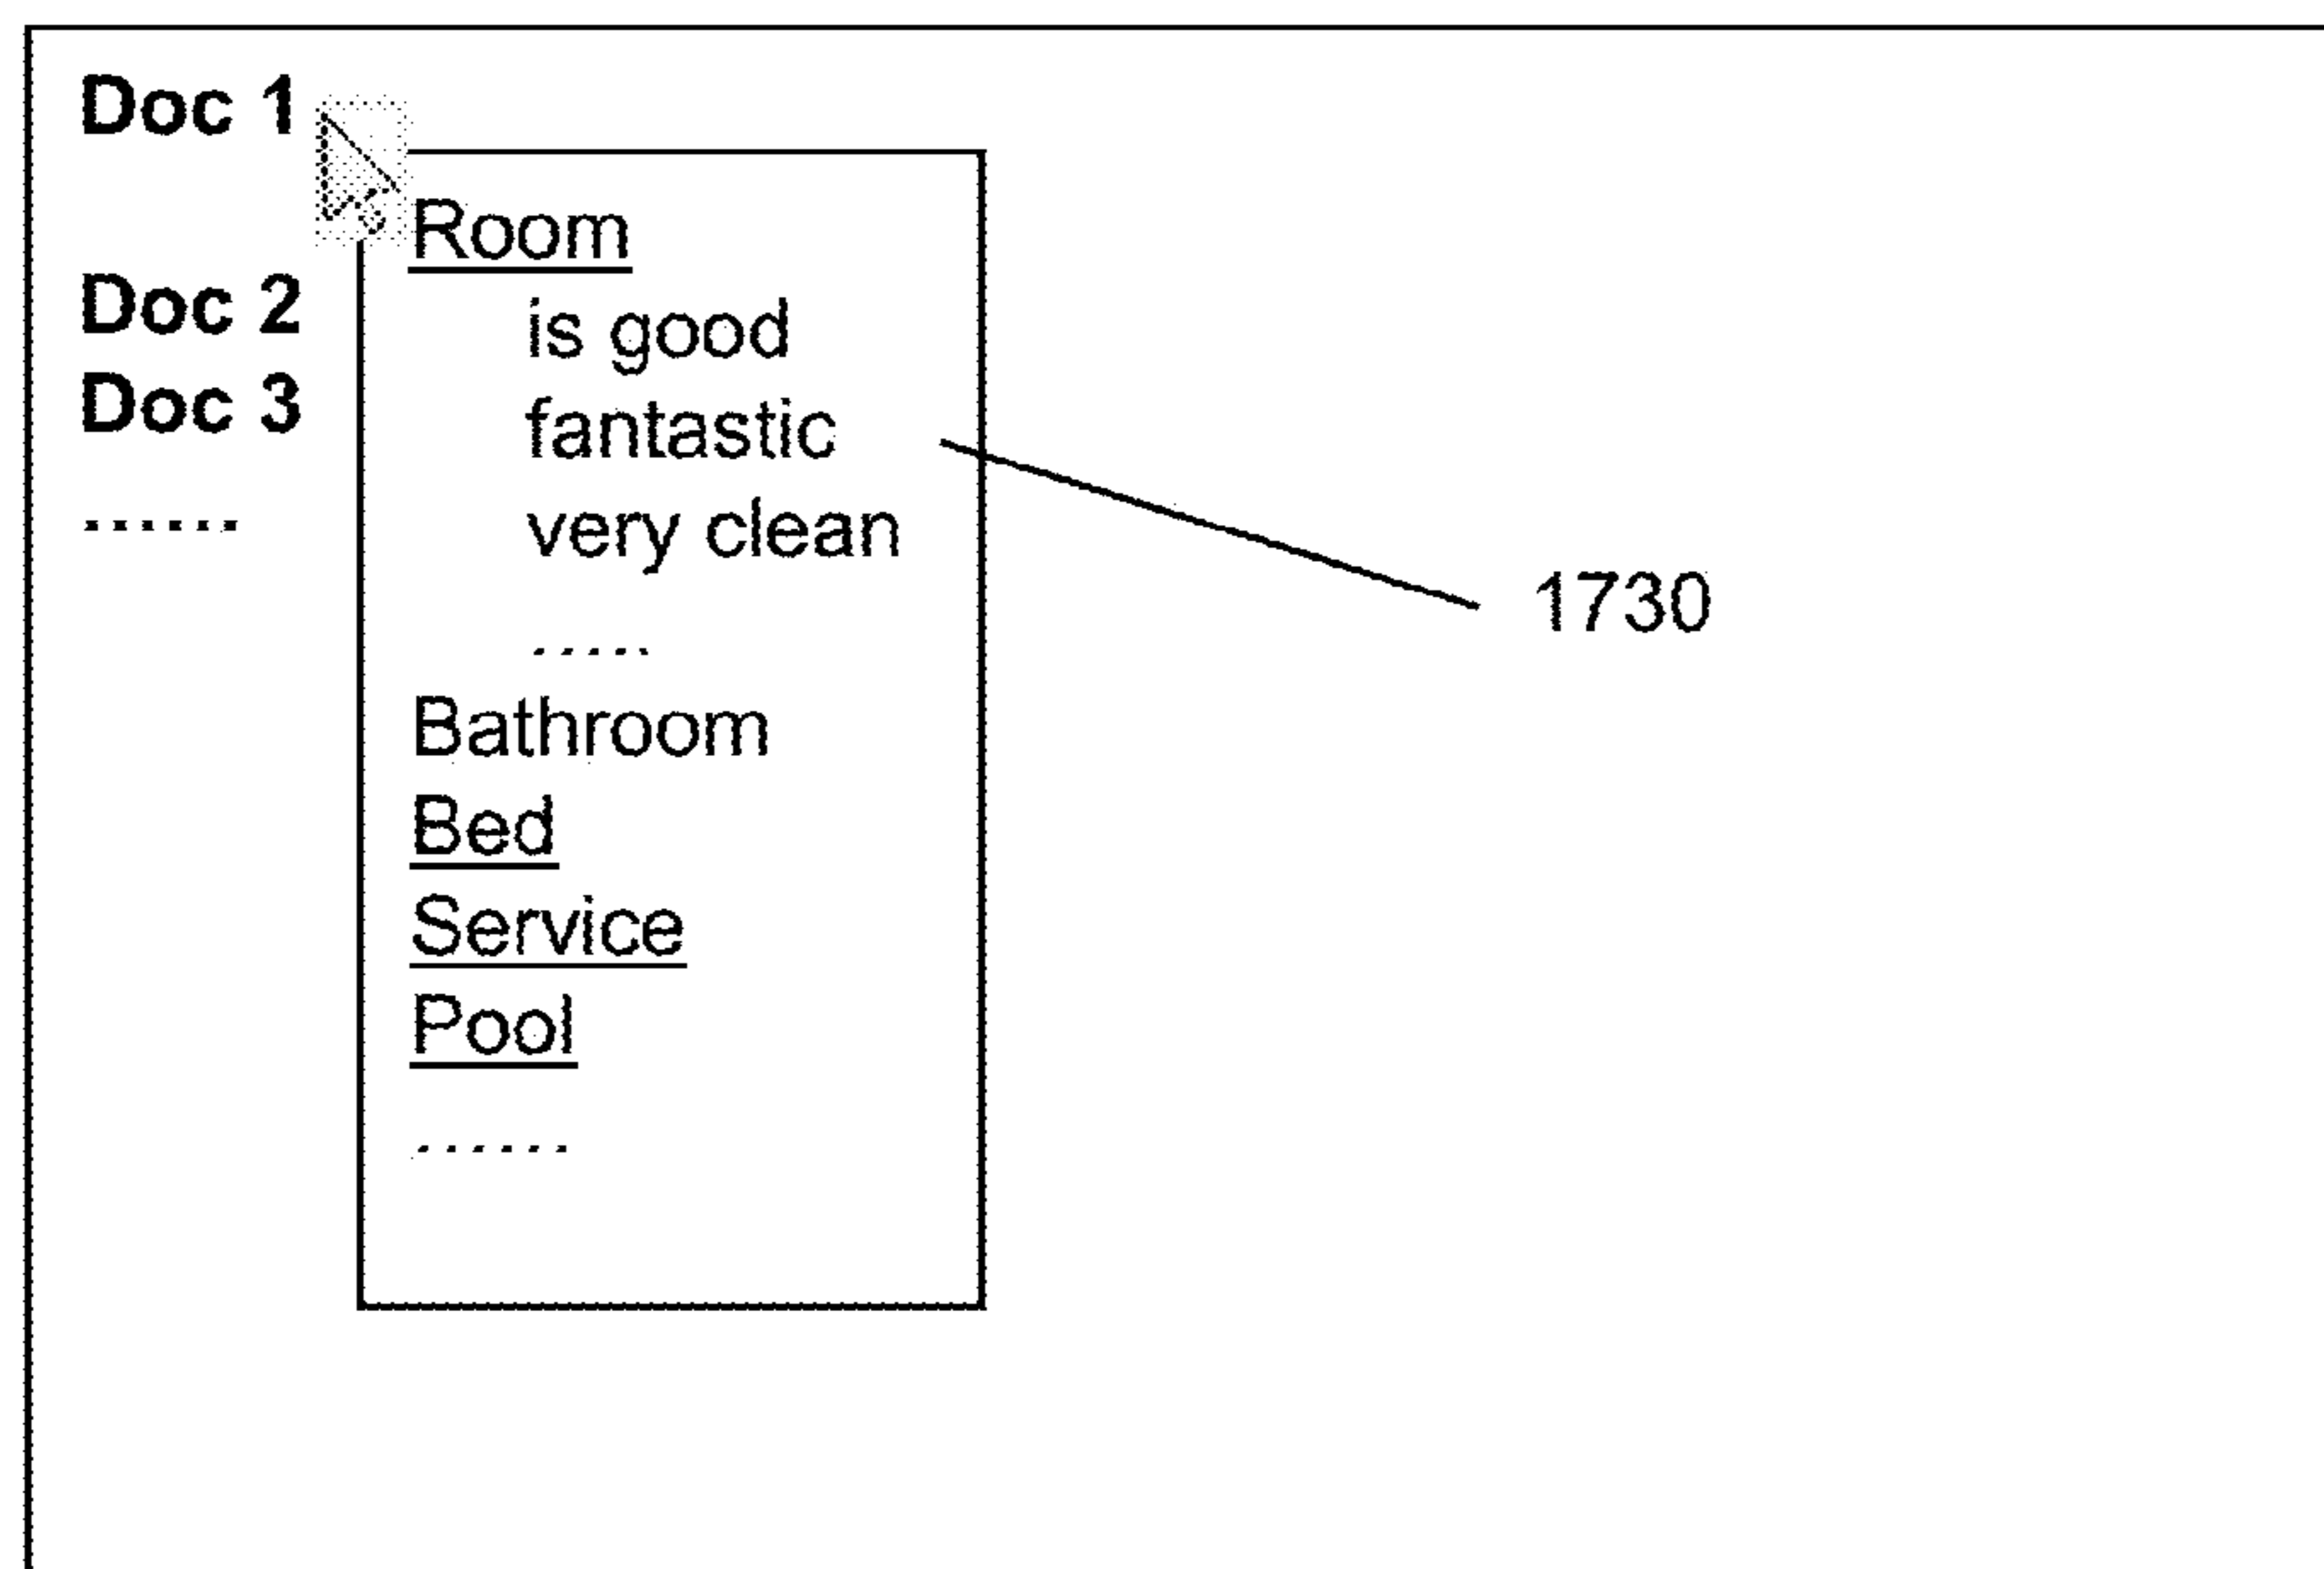 Doc 1
Doc 2
Doc 3
......
Room
is good
fantastic
very clean
.....
Bathroom
Bed
Service
Pool
......
1730